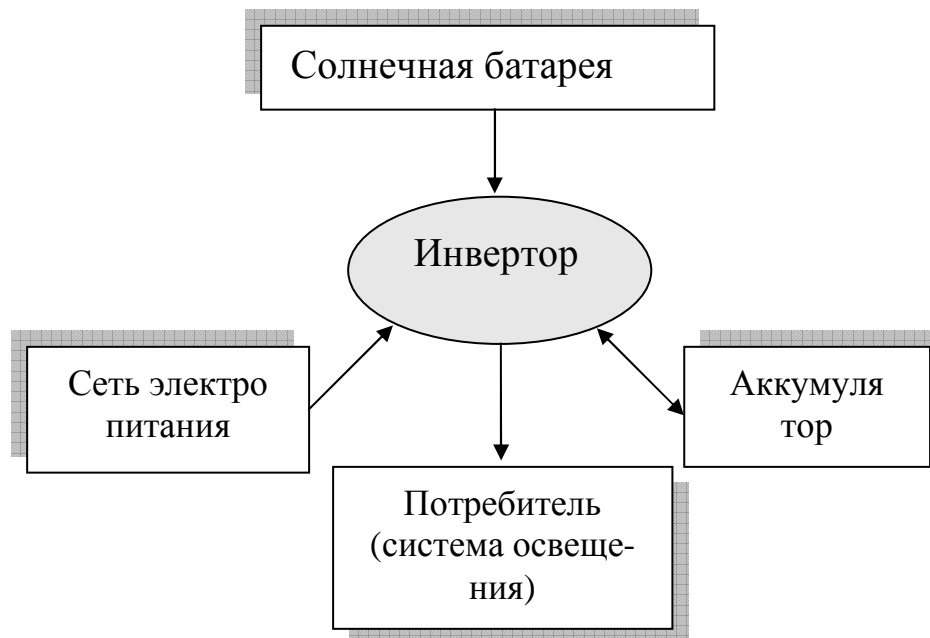 Солнечная батарея
Инвертор
Сеть электро
питания
Аккумуля
тор
Потребитель
(система освеще-
ния)